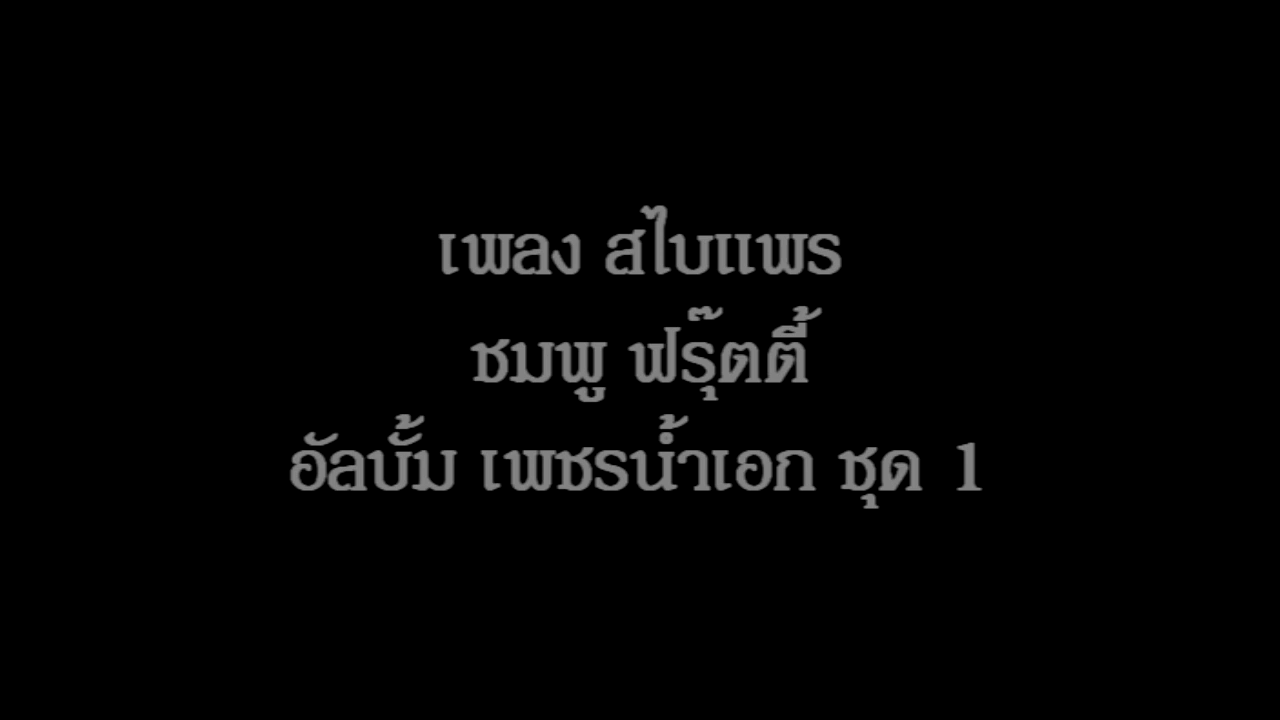 เพลง สไบแพร
ชมพู ฟรุ๊ตตี้
อัลบั้ม เพชรน้ำเอก ชุด 1